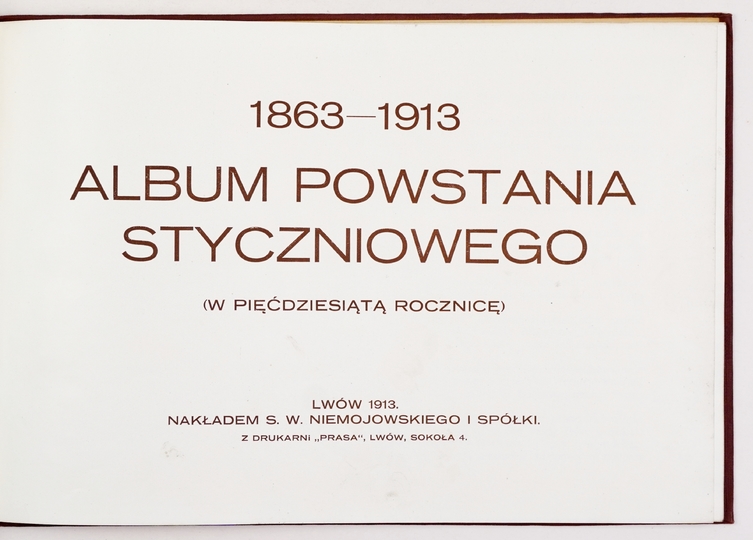 1863—1913
ALBUM POWSTANIA
STYCZNIOWEGO
(W PIĘĆDZIESIĄTĄ ROCZNICĘ)
LWÓW 1913.
NAKŁADEM S. W. NIEMOJOWSKIEGO I SPÓŁKI.
Z DRUKARNI „PRASA“, LWÓW, SOKOŁA 4.